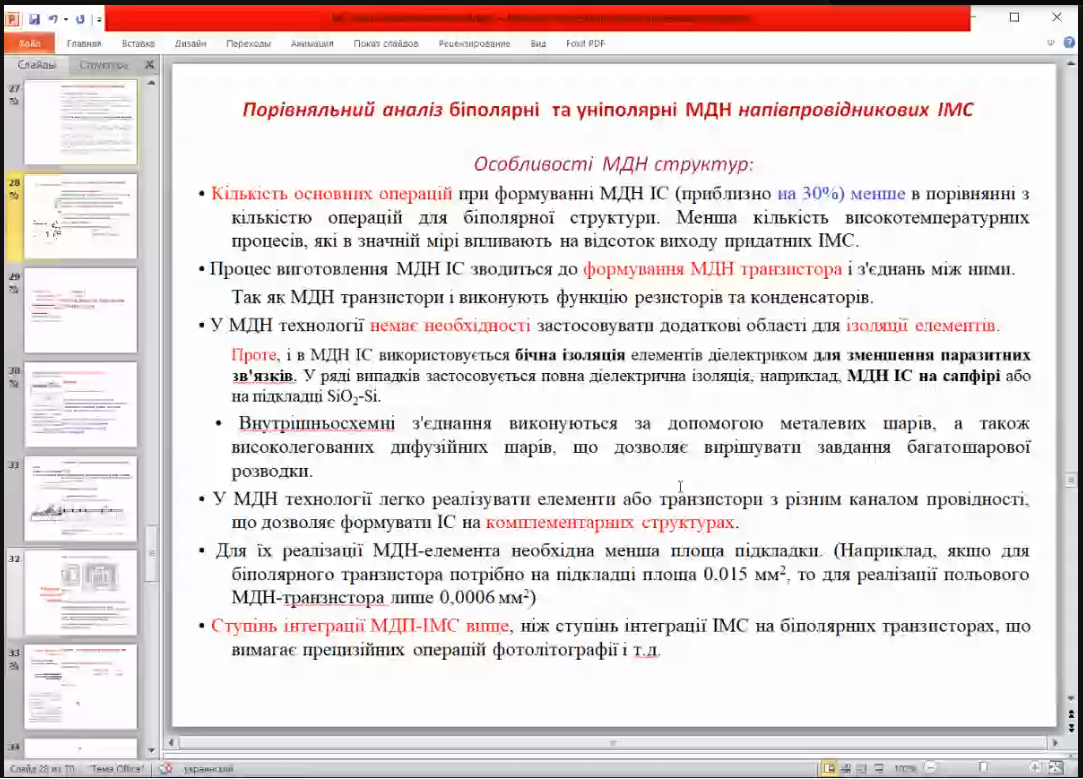 Файл Главная Вставка Дизайн Переходы Анимация Показ слайдов Рецензирование Вид Foxit PDF
Слайды Структура
27
28
29
30
31
32
33
34
Порівняльний аналіз біполярні та уніполярні МДН напівпровідникових ІМС
Особливості МДН структур:
• Кількість основних операцій при формуванні МДН ІС (приблизно на 30%) менше в порівнянні з
кількістю операцій для біполярної структури. Менша кількість високотемпературних
процесів, які в значній мірі впливають на відсоток виходу придатних ІМС.
• Процес виготовлення МДН ІС зводиться до формування МДН транзистора і з'єднань між ними.
Так як МДН транзистори і виконують функцію резисторів та конденсаторів.
• У МДН технології немає необхідності застосовувати додаткові області для ізоляції елементів.
Проте, і в МДН ІС використовується бічна ізоляція елементів діелектриком для зменшення паразитних
зв'язків. У ряді випадків застосовується повна діелектрична ізоляція, наприклад, МДН ІС на сапфірі або
на підкладці SiO₂-Si.
• Внутрішньосхемні з'єднання виконуються за допомогою металевих шарів, а також
високолегованих дифузійних шарів, що дозволяє вирішувати завдання багатошарової
розводки.
• У МДН технології легко реалізувати елементи або транзистори з різним каналом провідності,
що дозволяє формувати ІС на комплементарних структурах.
• Для їх реалізації МДН-елемента необхідна менша площа підкладки. (Наприклад, якщо для
біполярного транзистора потрібно на підкладці площа 0.015 мм², то для реалізації польового
МДН-транзистора лише 0,0006 мм²)
• Ступінь інтеграції МДП-ІМС вище, ніж ступінь інтеграції ІМС на біполярних транзисторах, що
вимагає прецизійних операцій фотолітографії і т.д.
Слайд 28 из 70 "Тема Office" украинский 100%